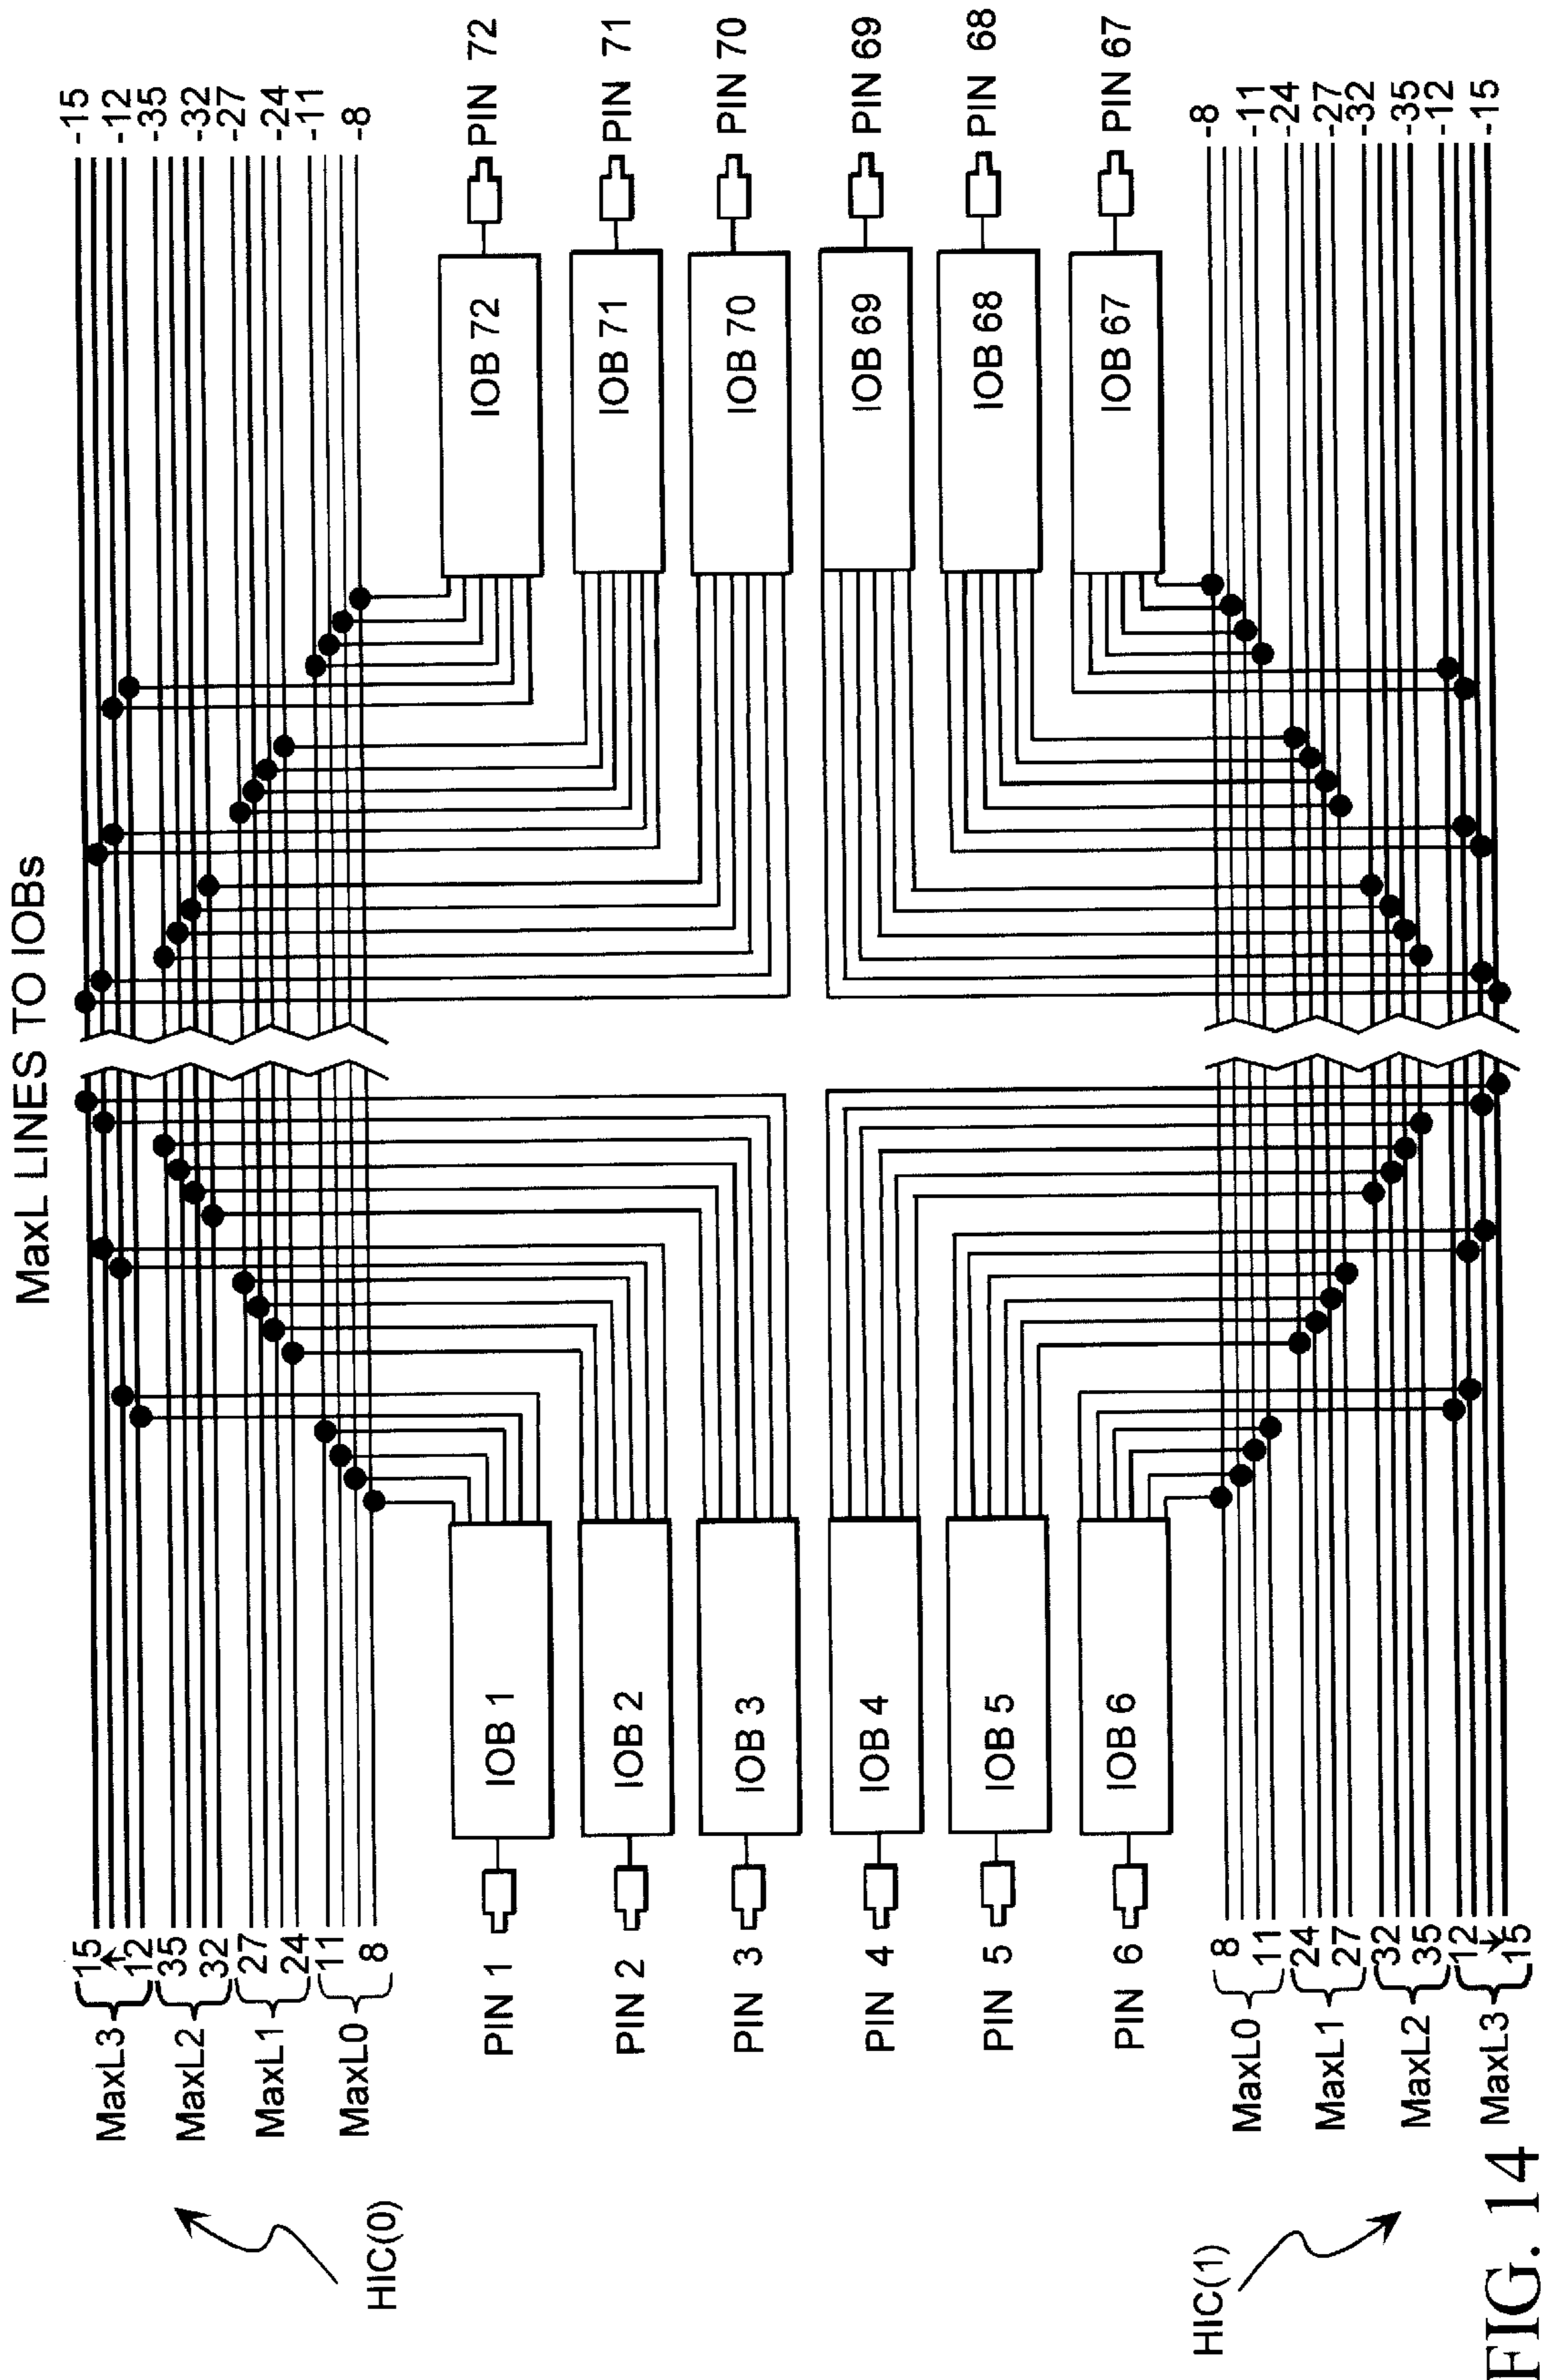 MaxL LINES TO IOBs
MaxL3 15
12
MaxL2 35
32
MaxL1 27
24
MaxL0 11
8
-15
-12
-35
-32
-27
-24
-11
-8
HIC(0)
PIN 1 IOB 1 IOB 72 PIN 72
PIN 2 IOB 2 IOB 71 PIN 71
PIN 3 IOB 3 IOB 70 PIN 70
PIN 4 IOB 4 IOB 69 PIN 69
PIN 5 IOB 5 IOB 68 PIN 68
PIN 6 IOB 6 IOB 67 PIN 67
HIC(1)
MaxL0 8
11
MaxL1 24
27
MaxL2 32
35
MaxL3 12
15
-8
-11
-24
-27
-32
-35
-12
-15
FIG. 14